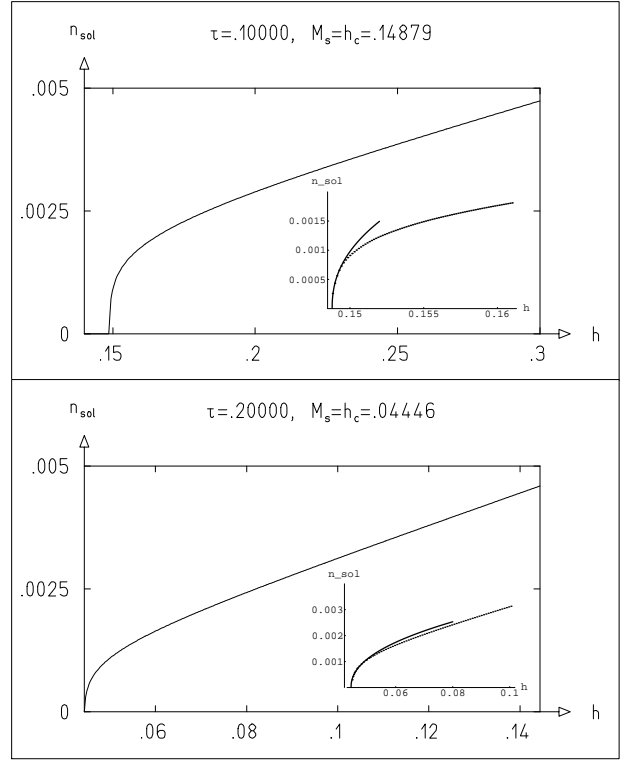 n_sol
τ=.10000, M_s=h_c=.14879
.005
n_sol
0.0015
.0025
0.001
0.0005
0.15 0.155 0.16 h
0
h
.15 .2 .25 .3
n_sol
τ=.20000, M_s=h_c=.04446
.005
n_sol
0.003
.0025
0.002
0.001
0.06 0.08 0.1 h
0
h
.06 .08 .1 .12 .14